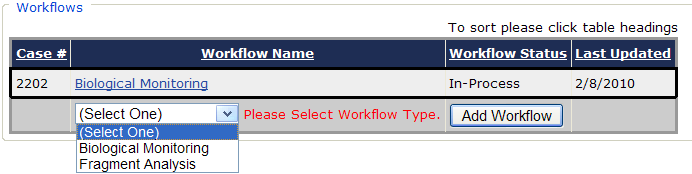 Workflows
To sort please click table headings
Case # Workflow Name Workflow Status Last Updated
2202 Biological Monitoring In-Process 2/8/2010
(Select One) Please Select Workflow Type. Add Workflow
(Select One)
Biological Monitoring
Fragment Analysis